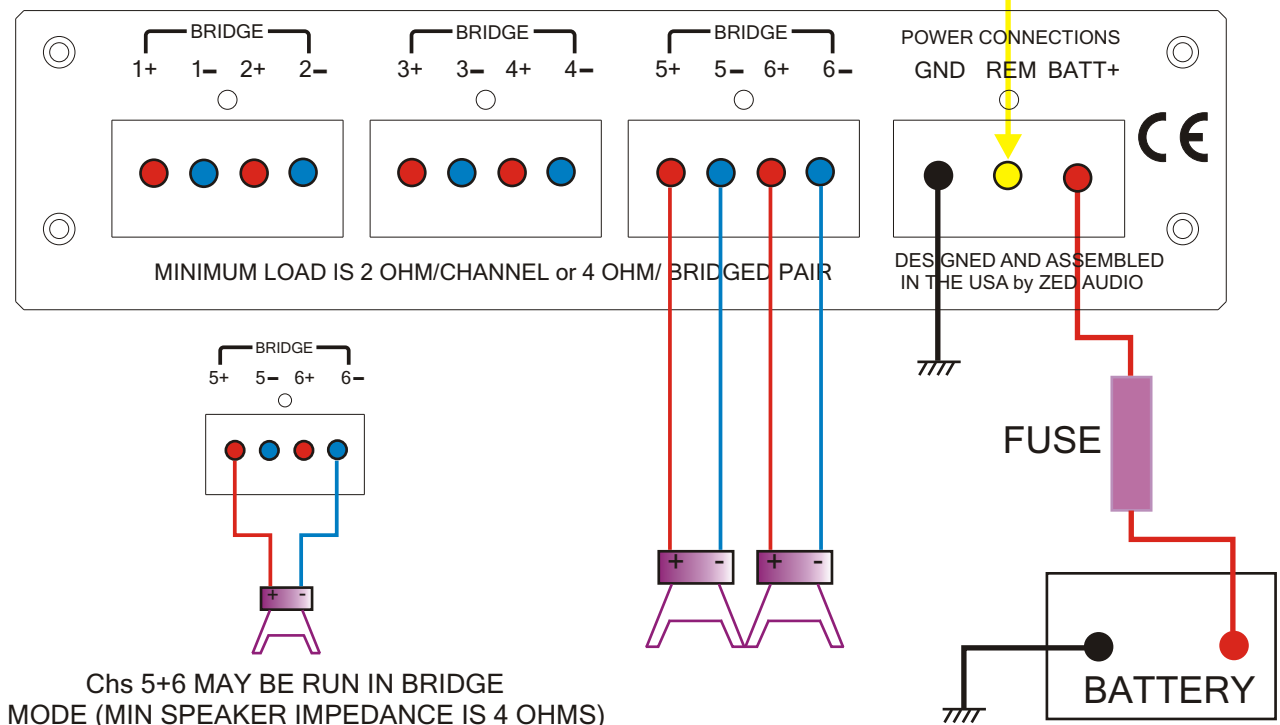 BRIDGE BRIDGE BRIDGE POWER CONNECTIONS
1+ 1– 2+ 2– 3+ 3– 4+ 4– 5+ 5– 6+ 6– GND REM BATT+
CE
MINIMUM LOAD IS 2 OHM/CHANNEL or 4 OHM/ BRIDGED PAIR
DESIGNED AND ASSEMBLED
IN THE USA by ZED AUDIO
BRIDGE
5+ 5– 6+ 6–
FUSE
+ - + -
+ -
BATTERY
Chs 5+6 MAY BE RUN IN BRIDGE
MODE (MIN SPEAKER IMPEDANCE IS 4 OHMS)